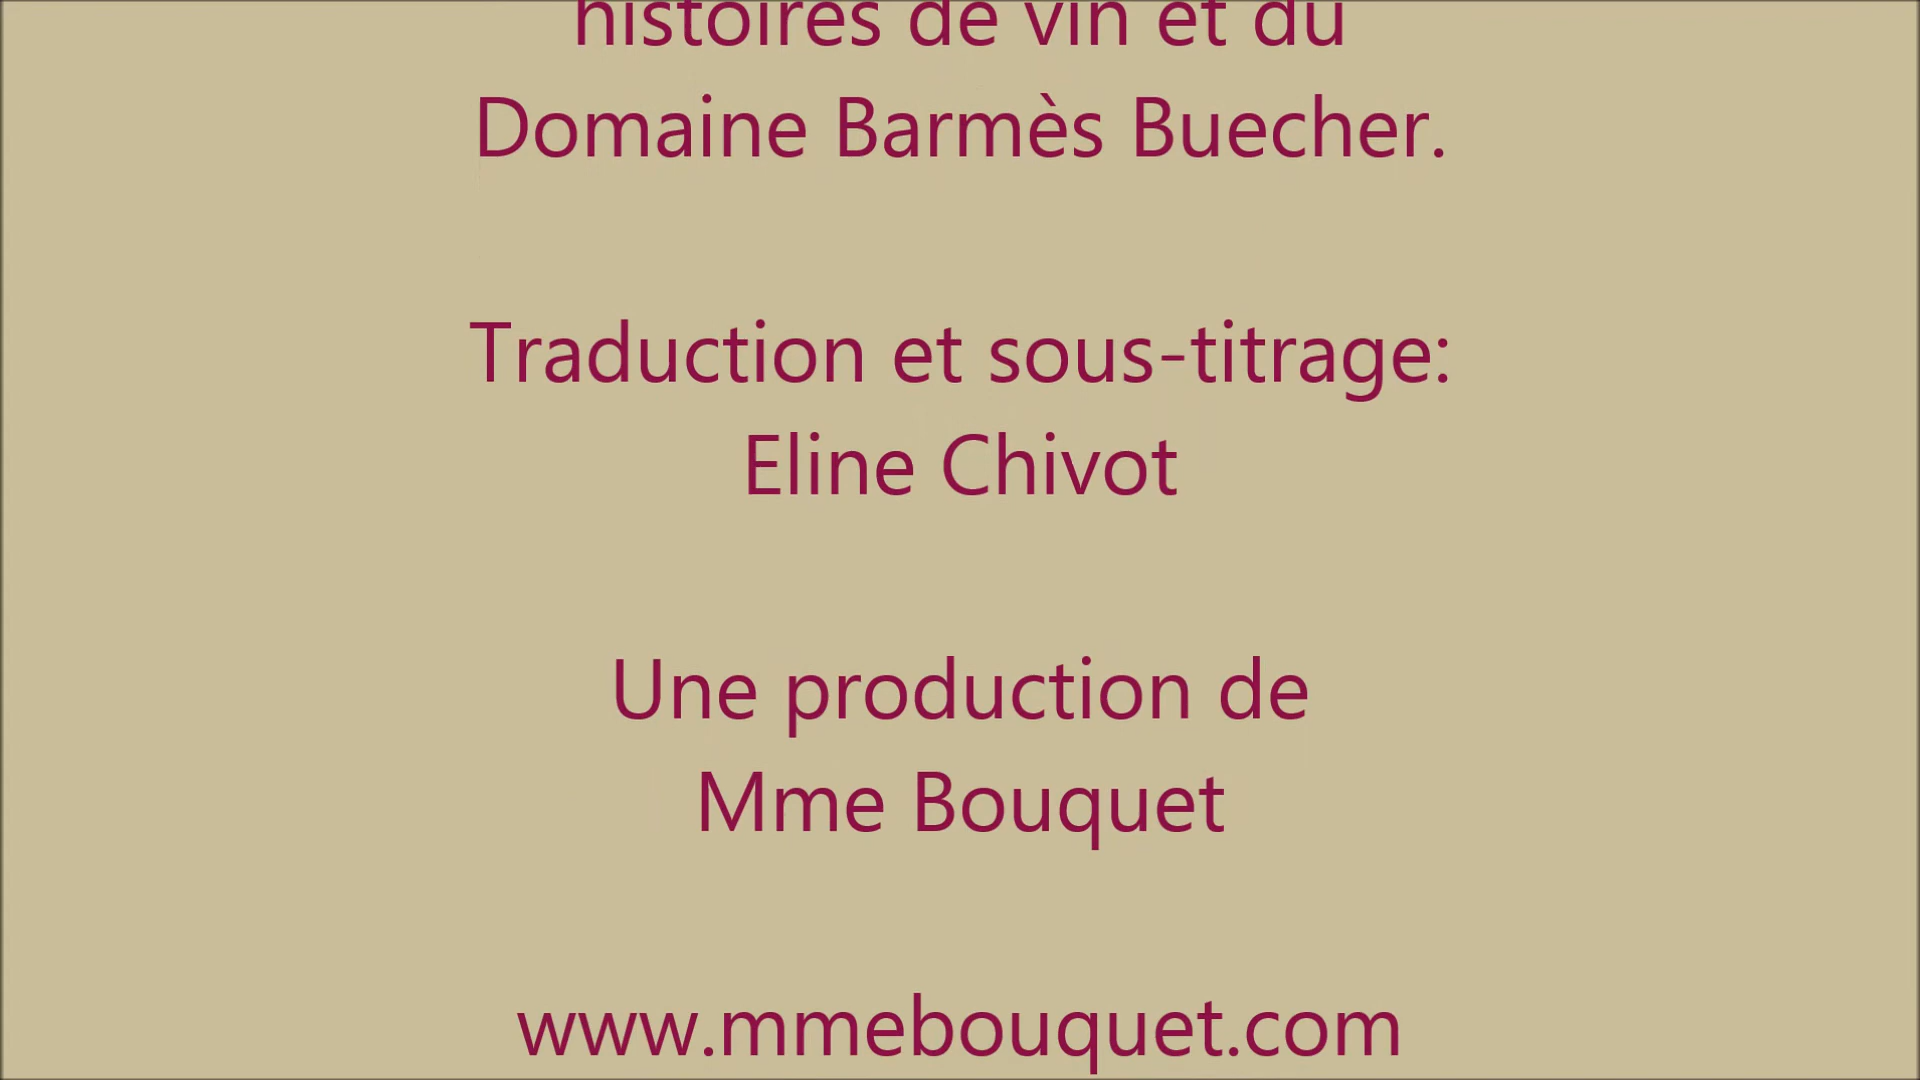 histoires de vin et du
Domaine Barmès Buecher.
Traduction et sous-titrage:
Eline Chivot
Une production de
Mme Bouquet
www.mmebouquet.com